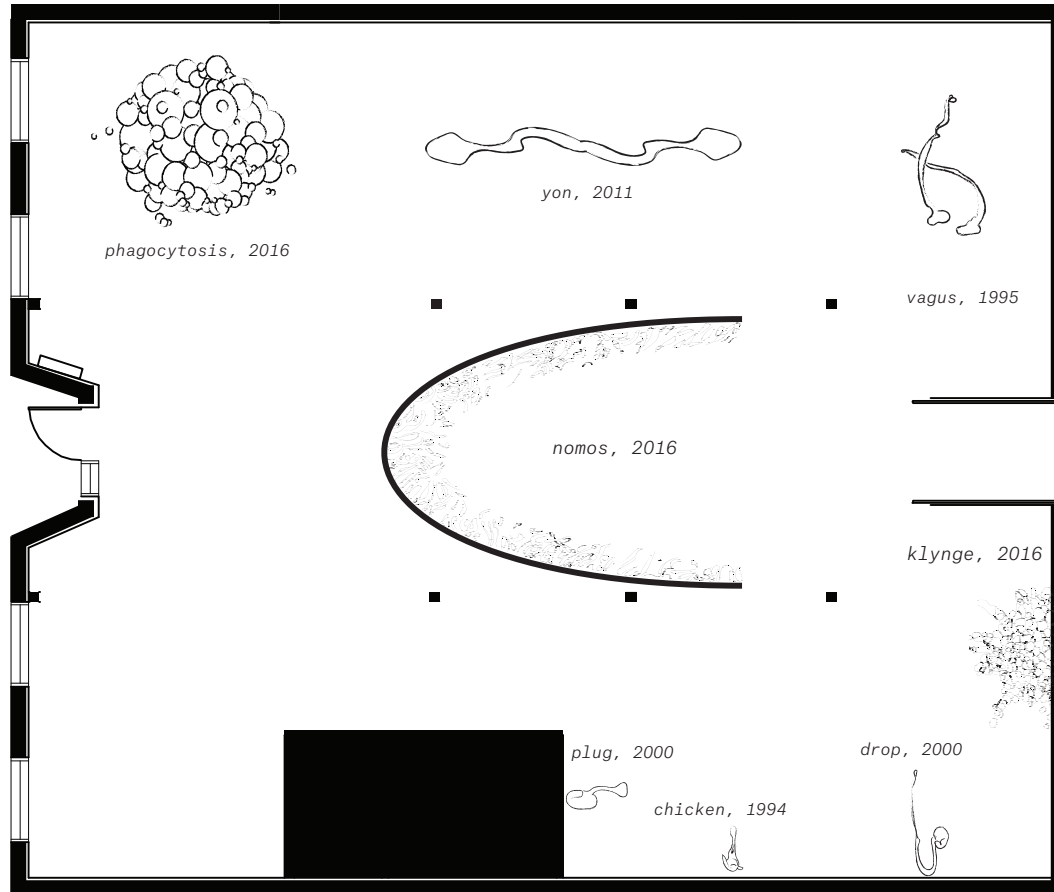 yon, 2011
phagocytosis, 2016
vagus, 1995
nomos, 2016
klynge, 2016
plug, 2000
drop, 2000
chicken, 1994